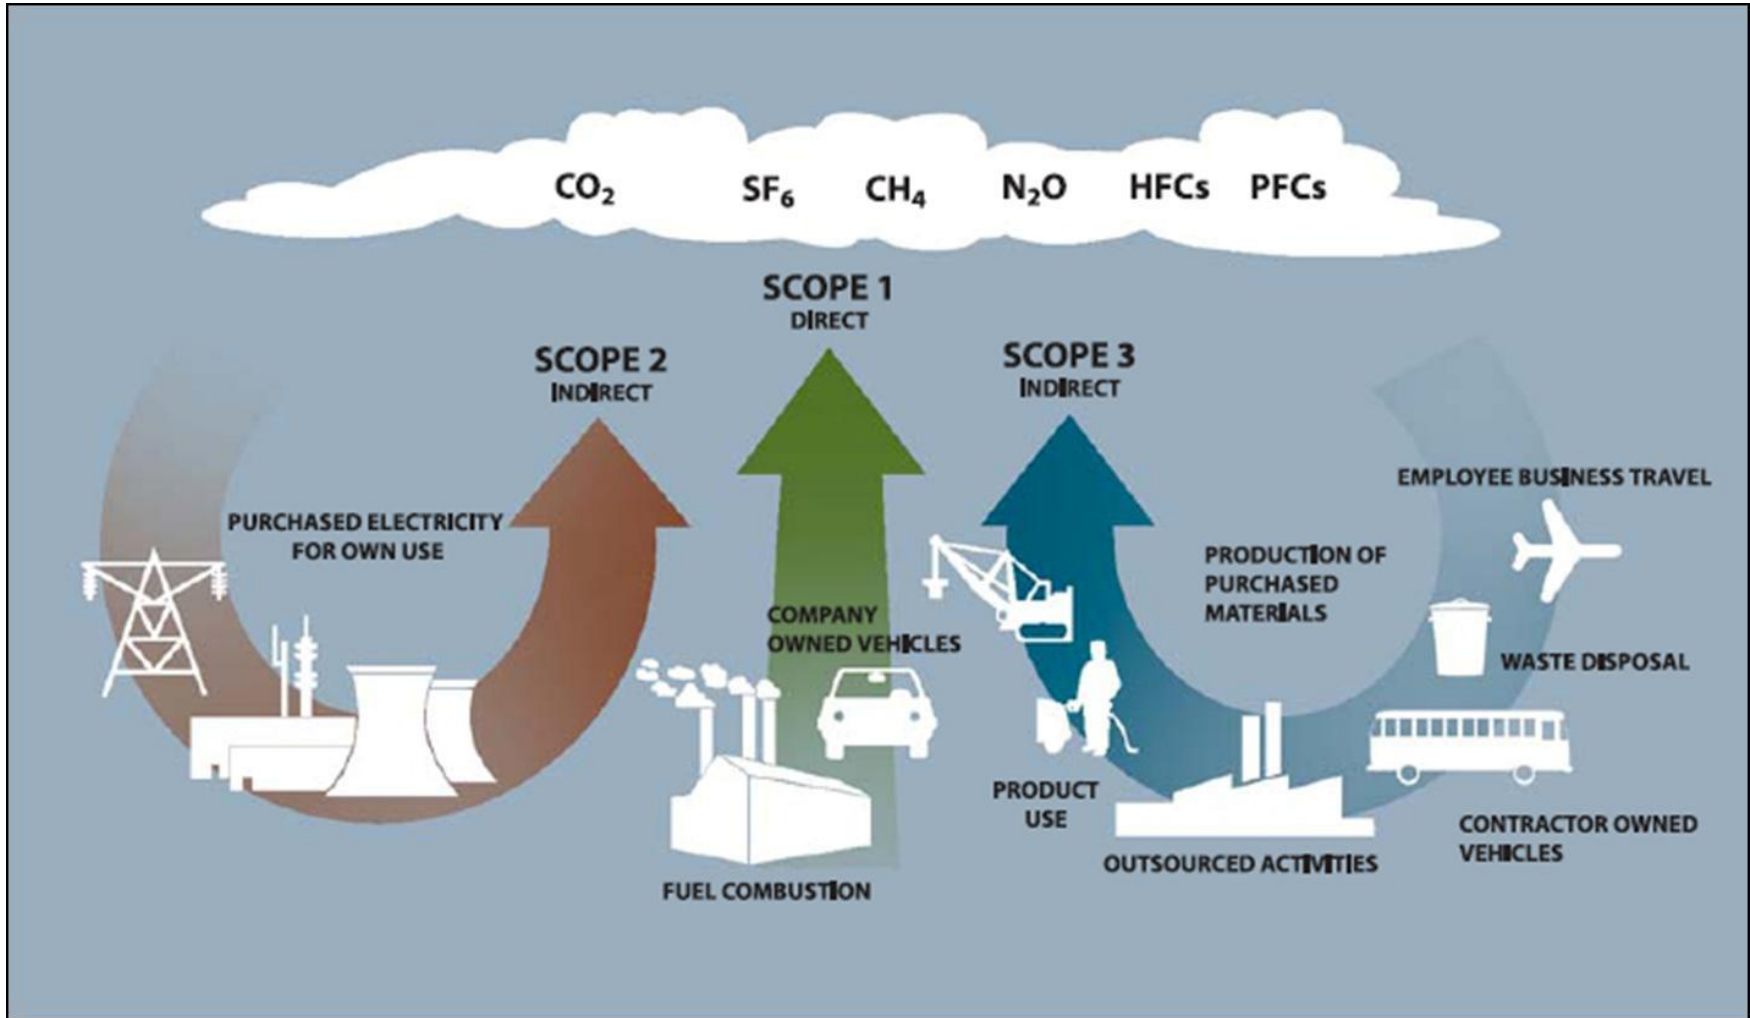 CO₂ SF₆ CH₄ N₂O HFCs PFCs
SCOPE 1
DIRECT
SCOPE 2
INDIRECT
SCOPE 3
INDIRECT
PURCHASED ELECTRICITY
FOR OWN USE
COMPANY
OWNED VEHICLES
FUEL COMBUSTION
EMPLOYEE BUSINESS TRAVEL
PRODUCTION OF
PURCHASED
MATERIALS
WASTE DISPOSAL
PRODUCT
USE
OUTSOURCED ACTIVITIES
CONTRACTOR OWNED
VEHICLES